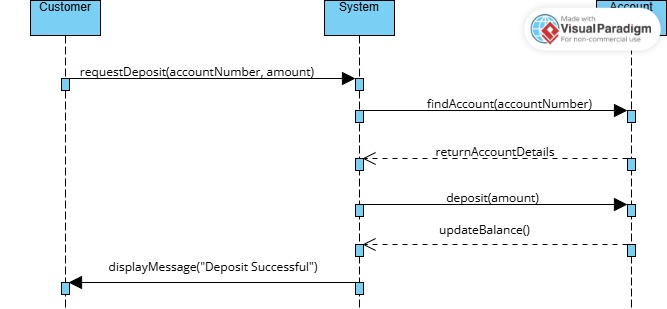 Customer
System
Account
Made with
Visual Paradigm
For non-commercial use
requestDeposit(accountNumber, amount)
findAccount(accountNumber)
returnAccountDetails
deposit(amount)
updateBalance()
displayMessage("Deposit Successful")